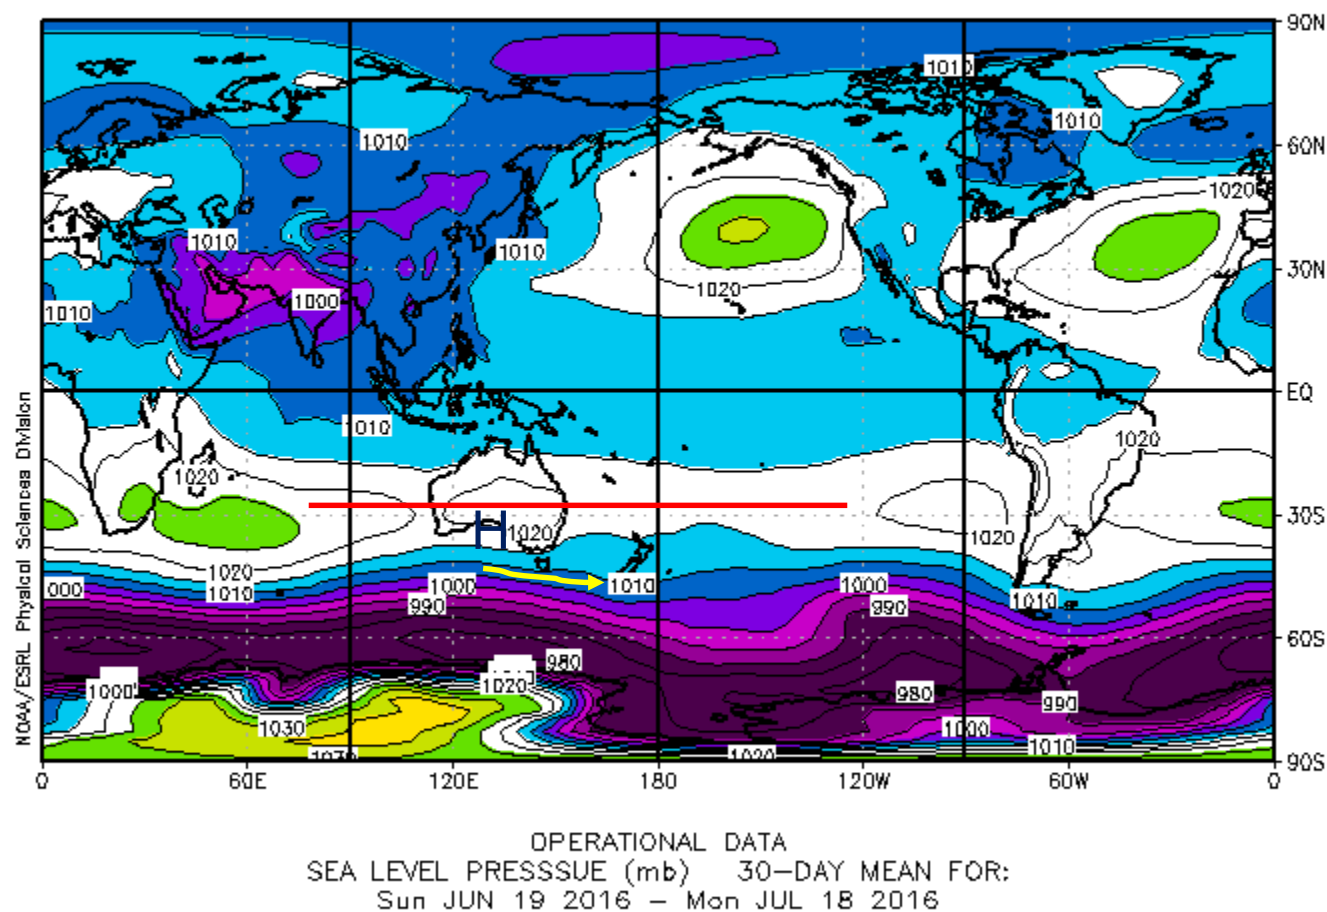 90N
1010
1010
60N
1010
1020
1010
1010
30N
1020
1000
1010
EQ
1010
1020
1020
H
1020
30S
1020
1020
1010
1000
1010
000
1000
1010
990
990
60S
980
1020
1000
980
990
1030
1000
1010
1020
90S
0
60E
120E
180
120W
60W
0
NOAA/ESRL Physical Sciences Division
OPERATIONAL DATA
SEA LEVEL PRESSSUE (mb) 30-DAY MEAN FOR:
Sun JUN 19 2016 – Mon JUL 18 2016